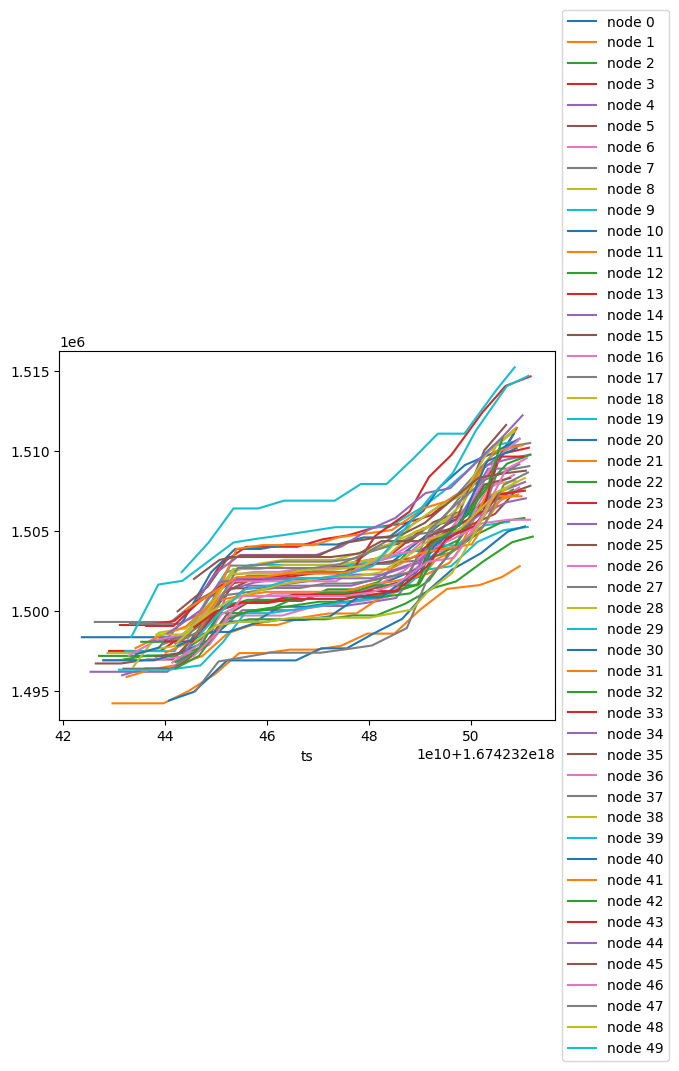 1e6
1.515
1.510
1.505
1.500
1.495
42
44
46
48
50
ts
1e10+1.674232e18
node 0
node 1
node 2
node 3
node 4
node 5
node 6
node 7
node 8
node 9
node 10
node 11
node 12
node 13
node 14
node 15
node 16
node 17
node 18
node 19
node 20
node 21
node 22
node 23
node 24
node 25
node 26
node 27
node 28
node 29
node 30
node 31
node 32
node 33
node 34
node 35
node 36
node 37
node 38
node 39
node 40
node 41
node 42
node 43
node 44
node 45
node 46
node 47
node 48
node 49